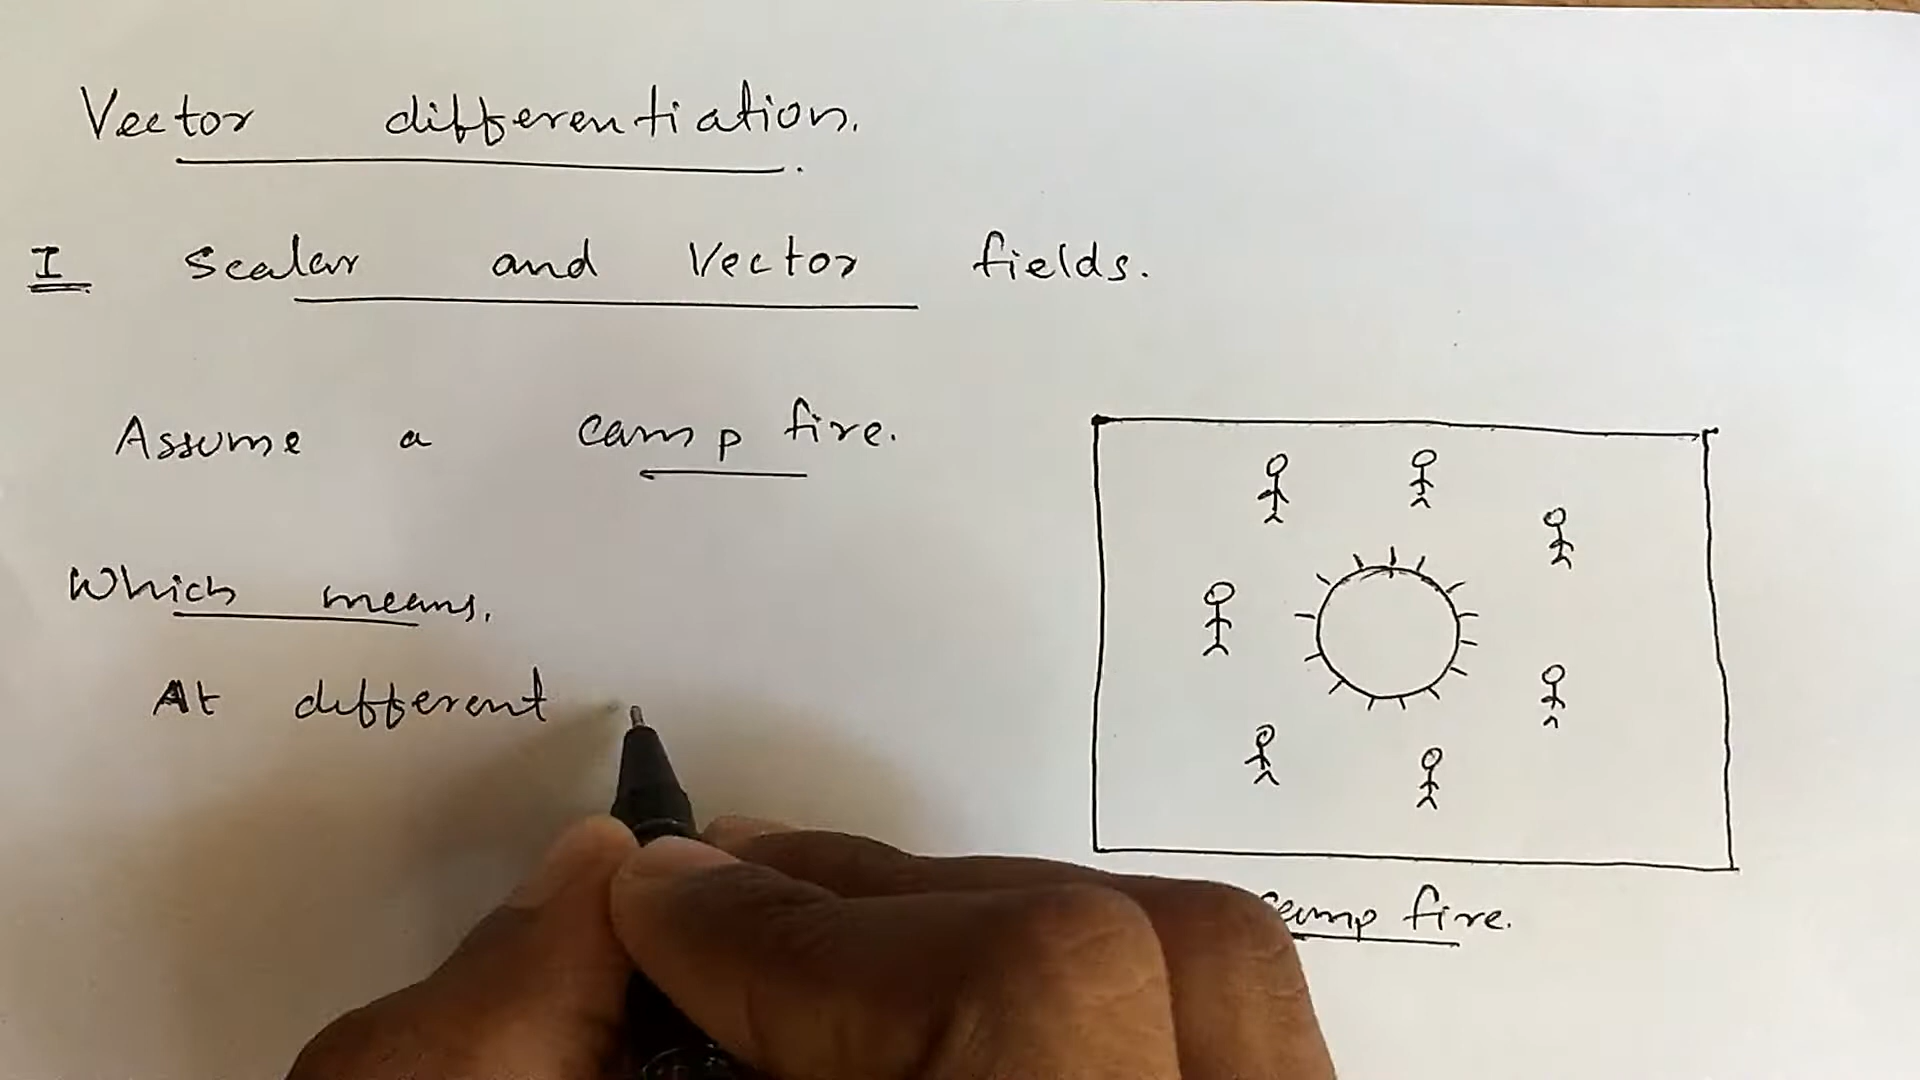 Vector differentiation.
I Scalar and Vector fields.
Assume a camp fire.
Which means,
At different
camp fire.